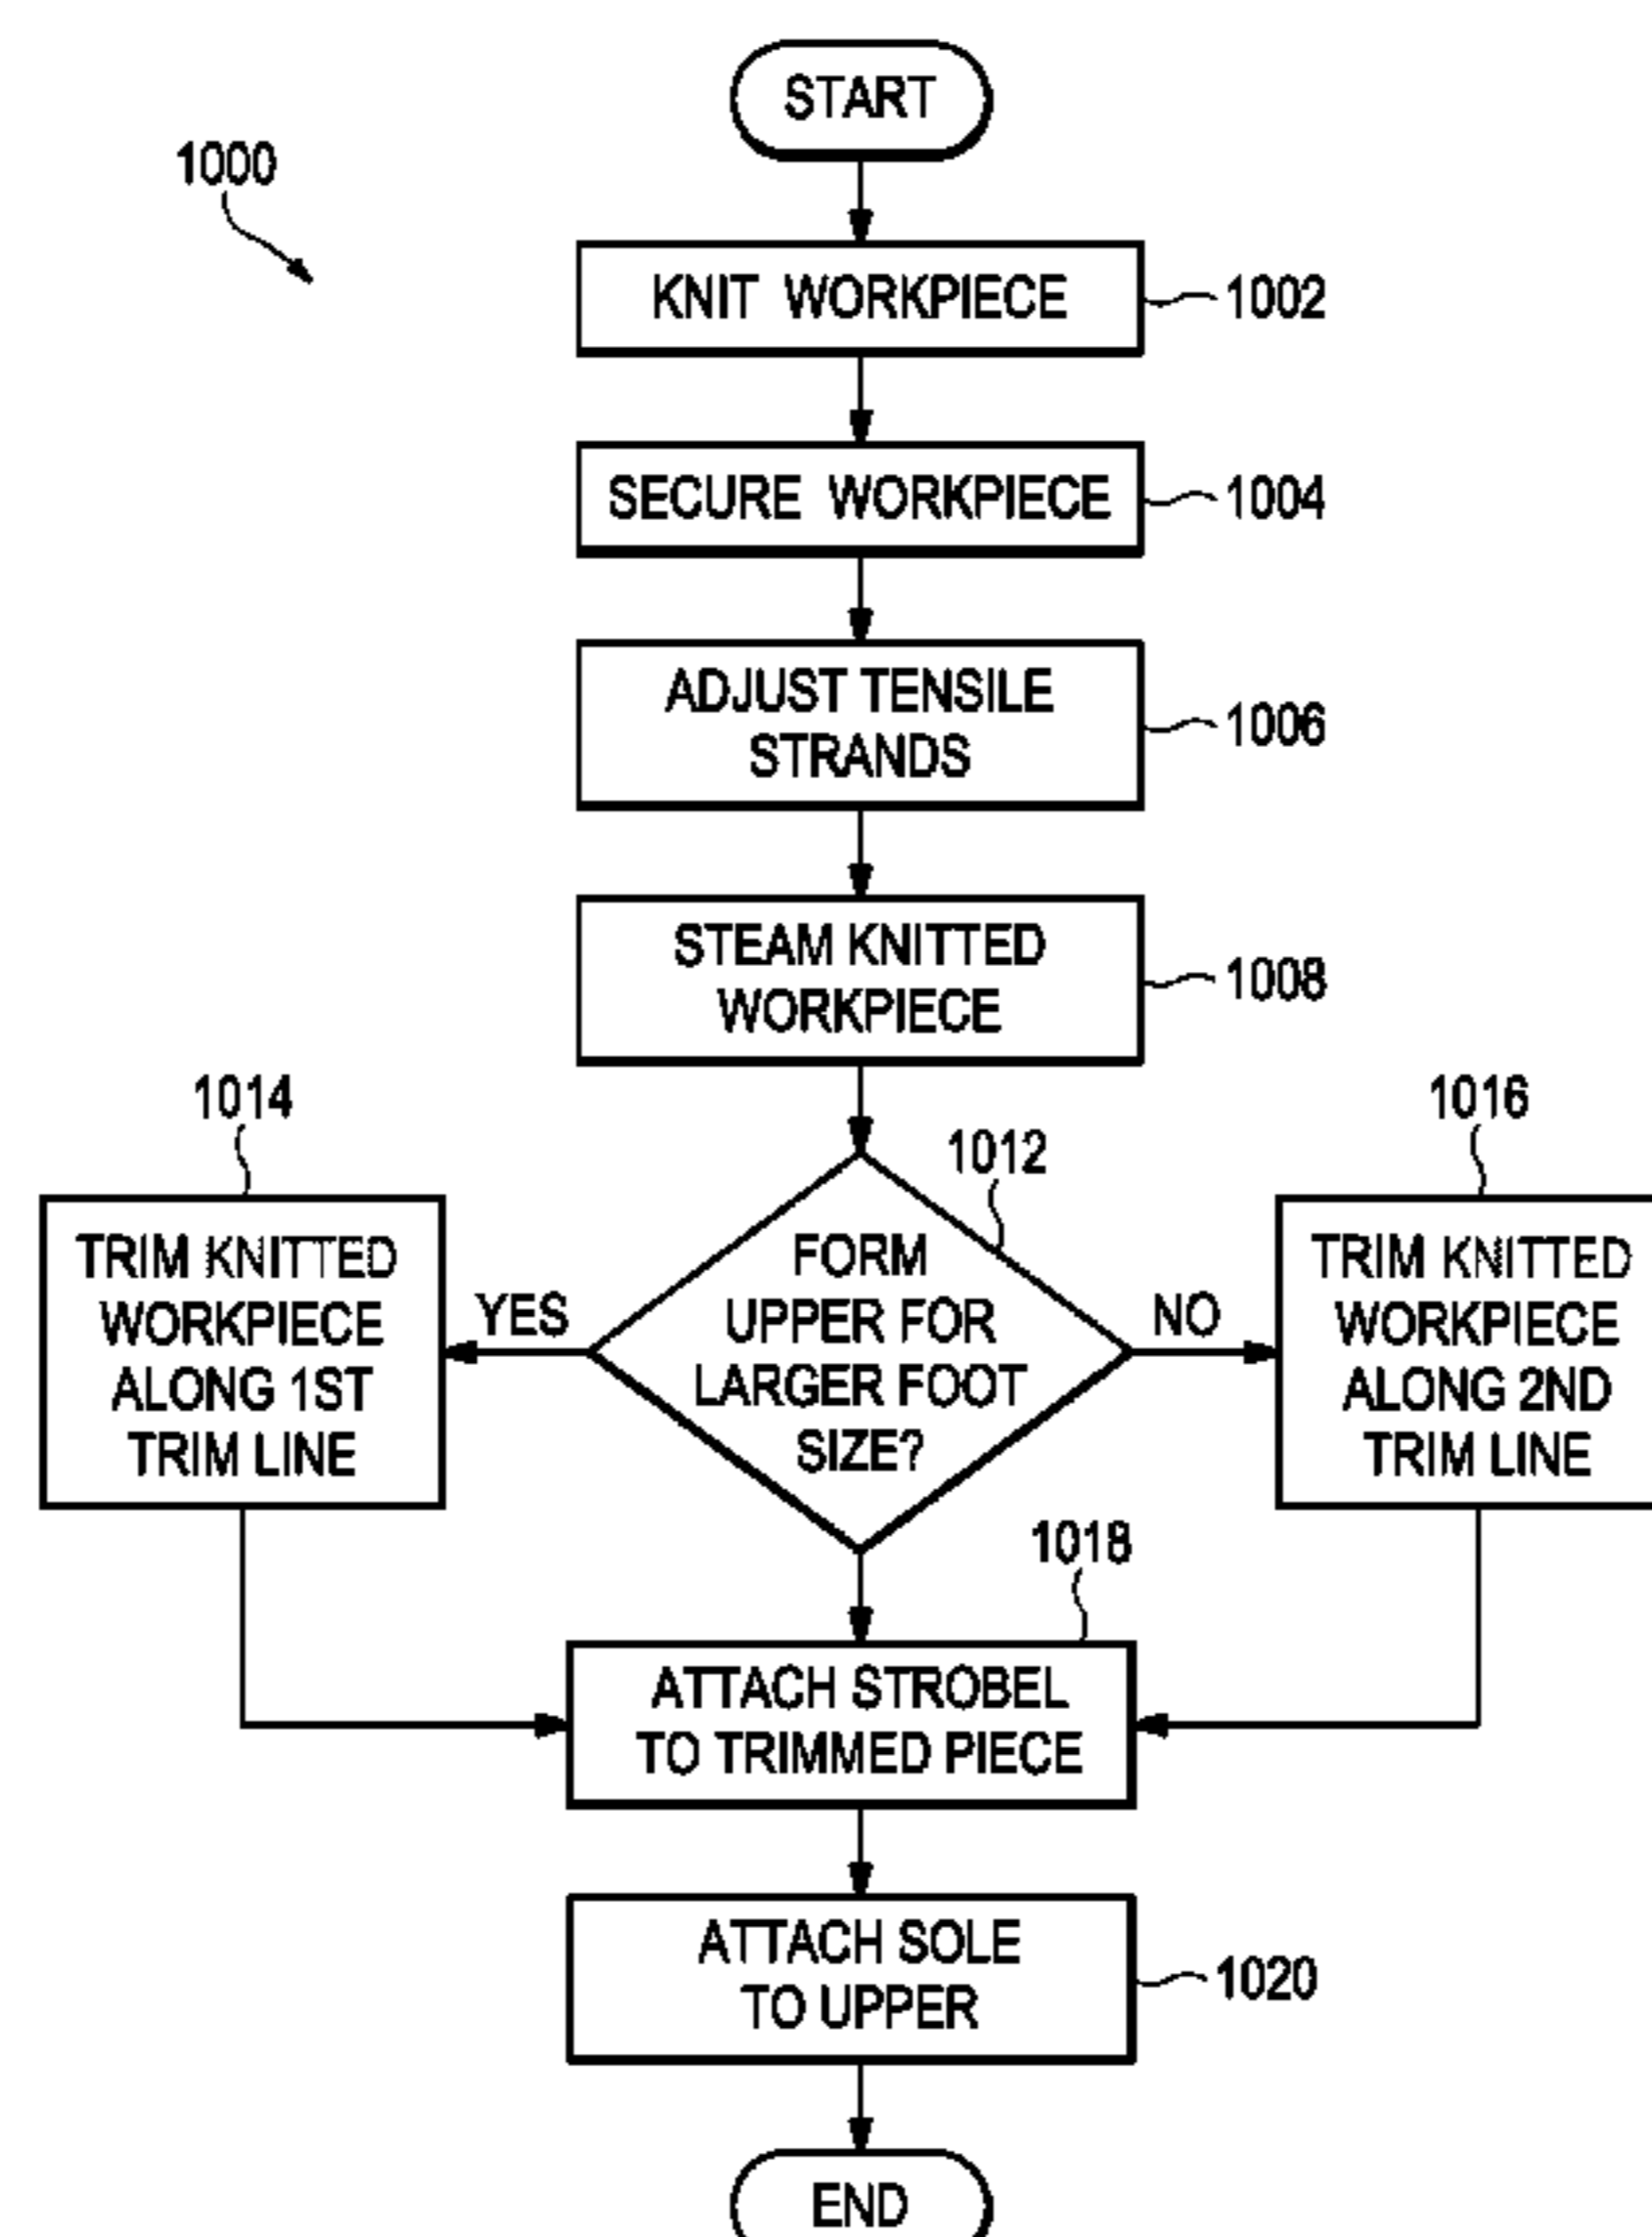 START
1000
KNIT WORKPIECE
1002
SECURE WORKPIECE
1004
ADJUST TENSILE
STRANDS
1006
STEAM KNITTED
WORKPIECE
1008
1014
TRIM KNITTED
WORKPIECE
ALONG 1ST
TRIM LINE
YES
1012
FORM
UPPER FOR
LARGER FOOT
SIZE?
NO
1016
TRIM KNITTED
WORKPIECE
ALONG 2ND
TRIM LINE
1018
ATTACH STROBEL
TO TRIMMED PIECE
ATTACH SOLE
TO UPPER
1020
END